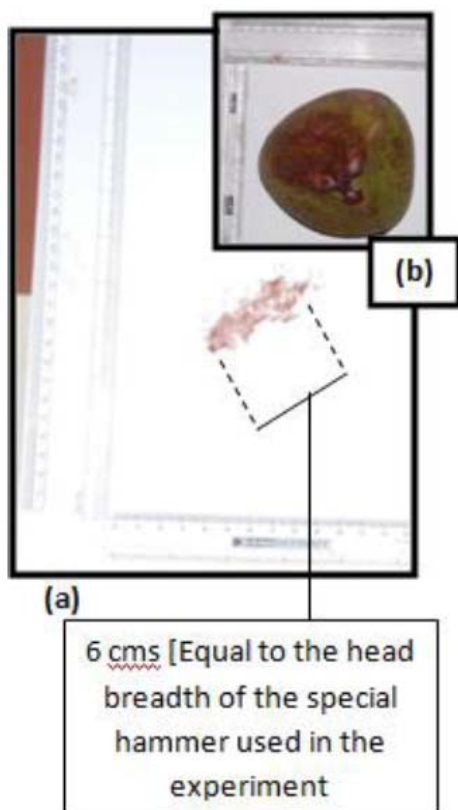 (b)
(a)
6 cms [Equal to the head
breadth of the special
hammer used in the
experiment